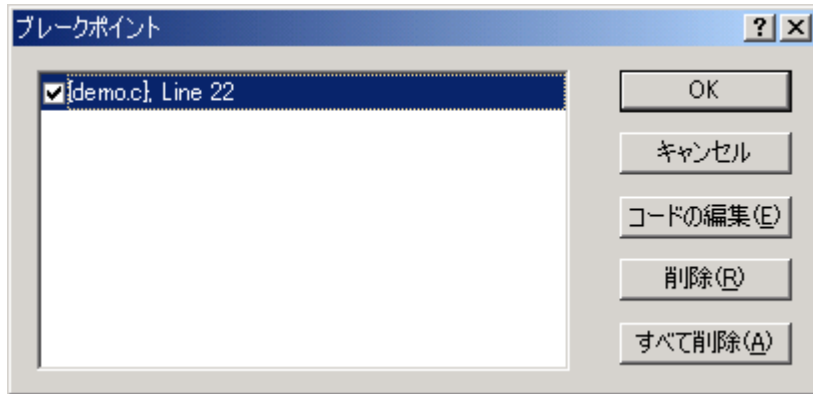 ブレークポイント
{demo.c}, Line 22
OK
キャンセル
コードの編集(E)
削除(R)
すべて削除(A)